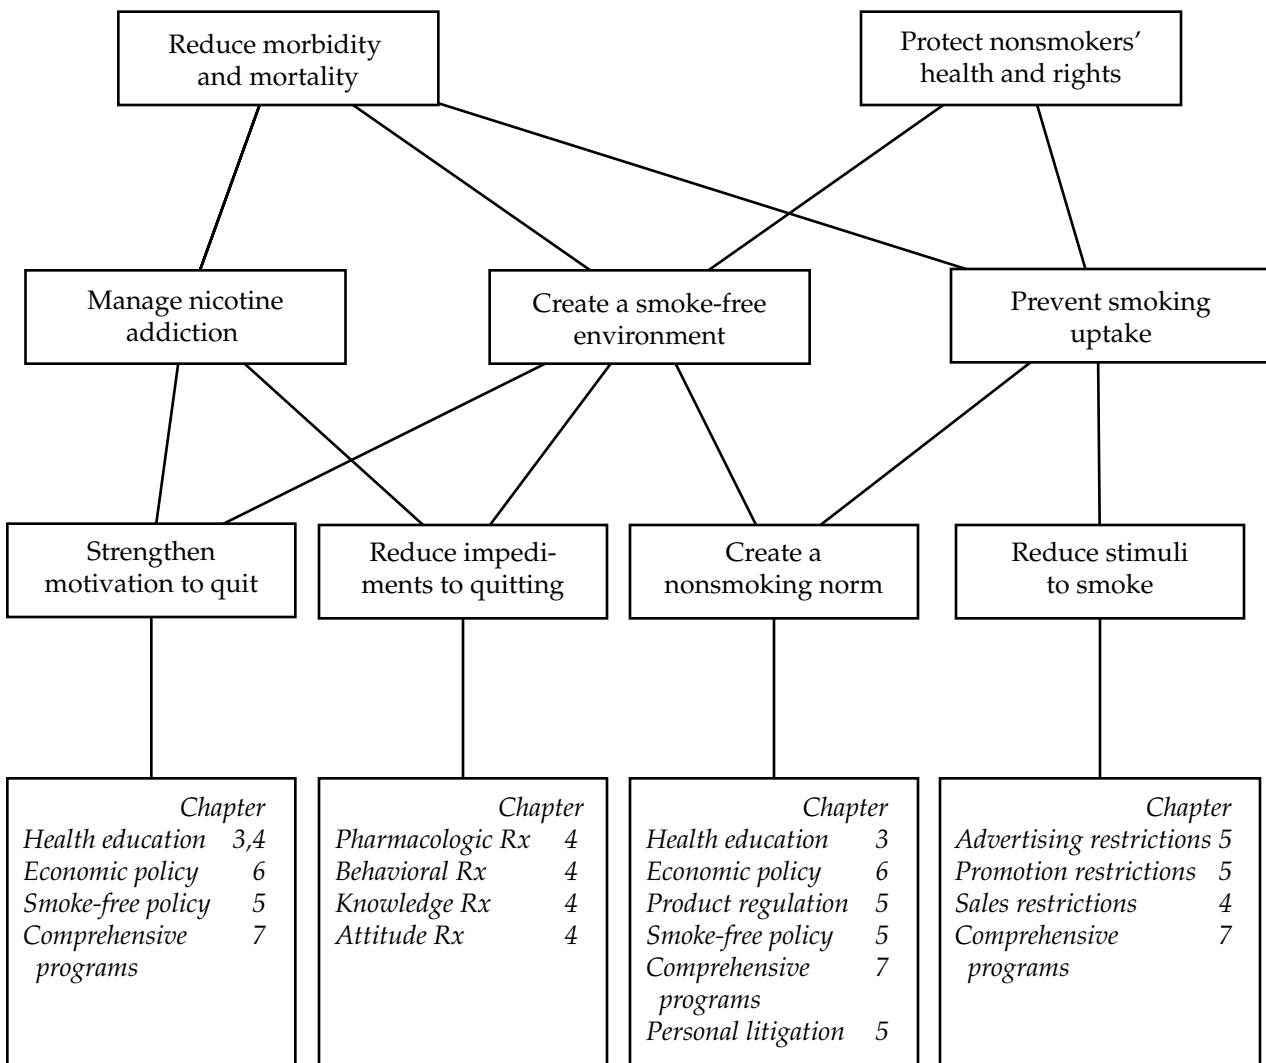 Reduce morbidity
and mortality
Protect nonsmokers’
health and rights
Manage nicotine
addiction
Create a smoke-free
environment
Prevent smoking
uptake
Strengthen
motivation to quit
Reduce impedi-
ments to quitting
Create a
nonsmoking norm
Reduce stimuli
to smoke
Chapter
Health education 3,4
Economic policy 6
Smoke-free policy 5
Comprehensive 7
programs
Chapter
Pharmacologic Rx 4
Behavioral Rx 4
Knowledge Rx 4
Attitude Rx 4
Chapter
Health education 3
Economic policy 6
Product regulation 5
Smoke-free policy 5
Comprehensive 7
programs
Personal litigation 5
Chapter
Advertising restrictions 5
Promotion restrictions 5
Sales restrictions 4
Comprehensive 7
programs